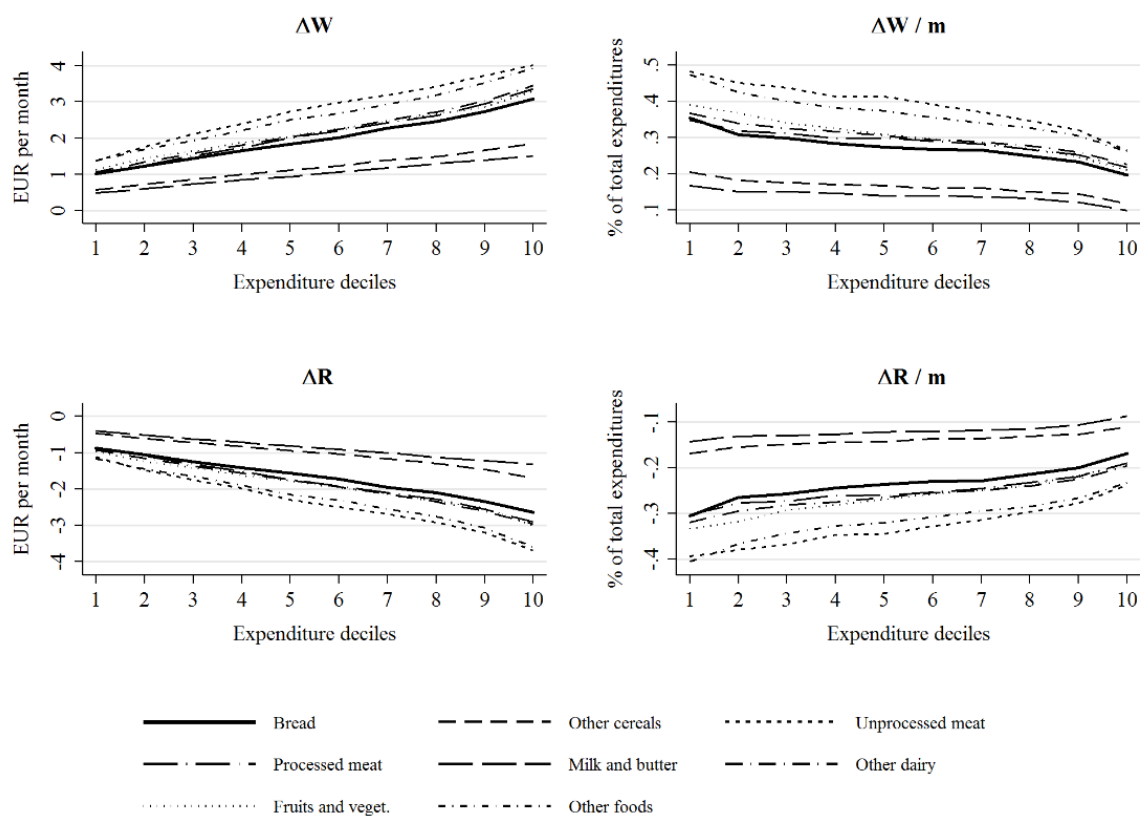 ΔW
EUR per month
4
3
2
1
0
1 2 3 4 5 6 7 8 9 10
Expenditure deciles
ΔW / m
% of total expenditures
.5
.4
.3
.2
.1
1 2 3 4 5 6 7 8 9 10
Expenditure deciles
ΔR
EUR per month
0
-1
-2
-3
-4
1 2 3 4 5 6 7 8 9 10
Expenditure deciles
ΔR / m
% of total expenditures
-.1
-.2
-.3
-.4
1 2 3 4 5 6 7 8 9 10
Expenditure deciles
Bread Other cereals Unprocessed meat
Processed meat Milk and butter Other dairy
Fruits and veget. Other foods